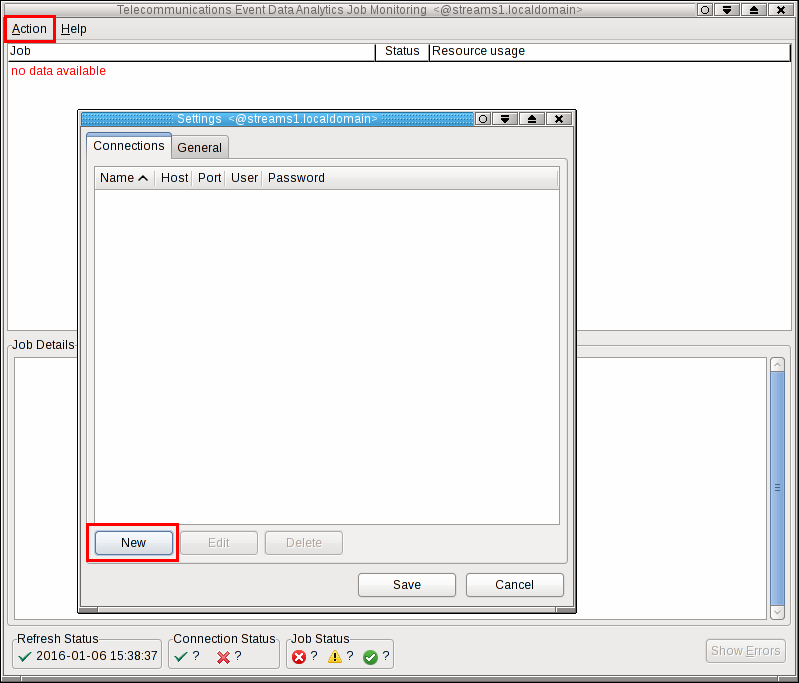 Telecommunications Event Data Analytics Job Monitoring <@streams1.localdomain>
Action Help
Job Status Resource usage
no data available
Settings <@streams1.localdomain>
Connections General
Name Host Port User Password
Job Details
New Edit Delete
Save Cancel
Refresh Status Connection Status Job Status
2016-01-06 15:38:37 ? ? ? ? ? Show Errors